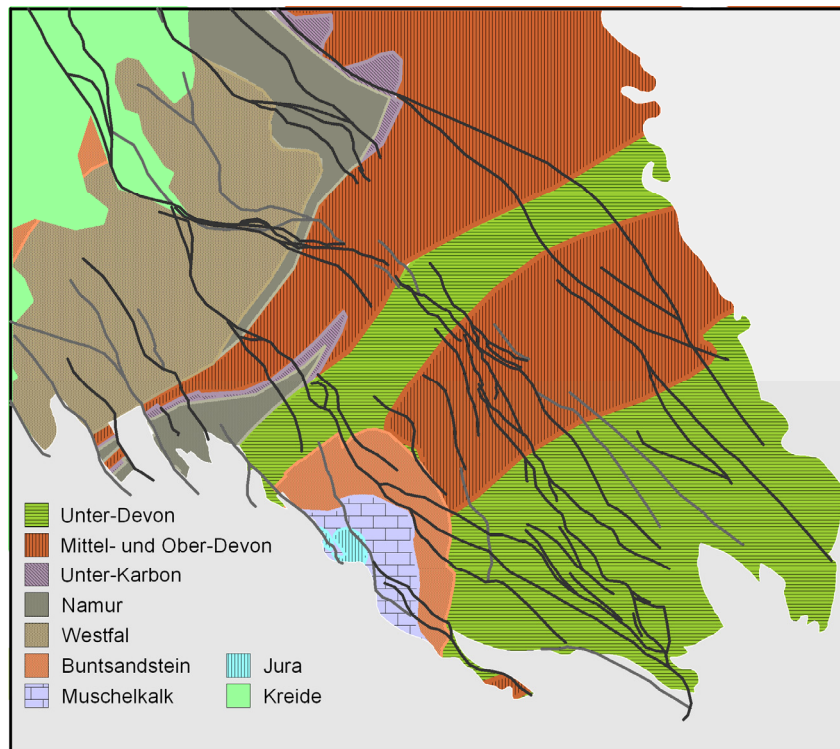 Unter-Devon
Mittel- und Ober-Devon
Unter-Karbon
Namur
Westfal
Buntsandstein
Muschelkalk
Jura
Kreide